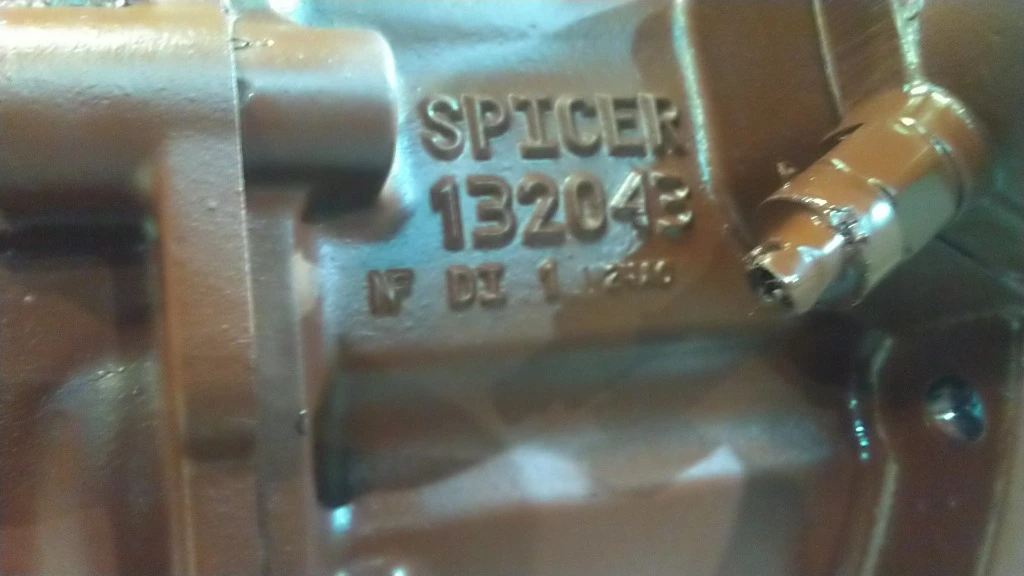 SPICER
132043
NF DI 1